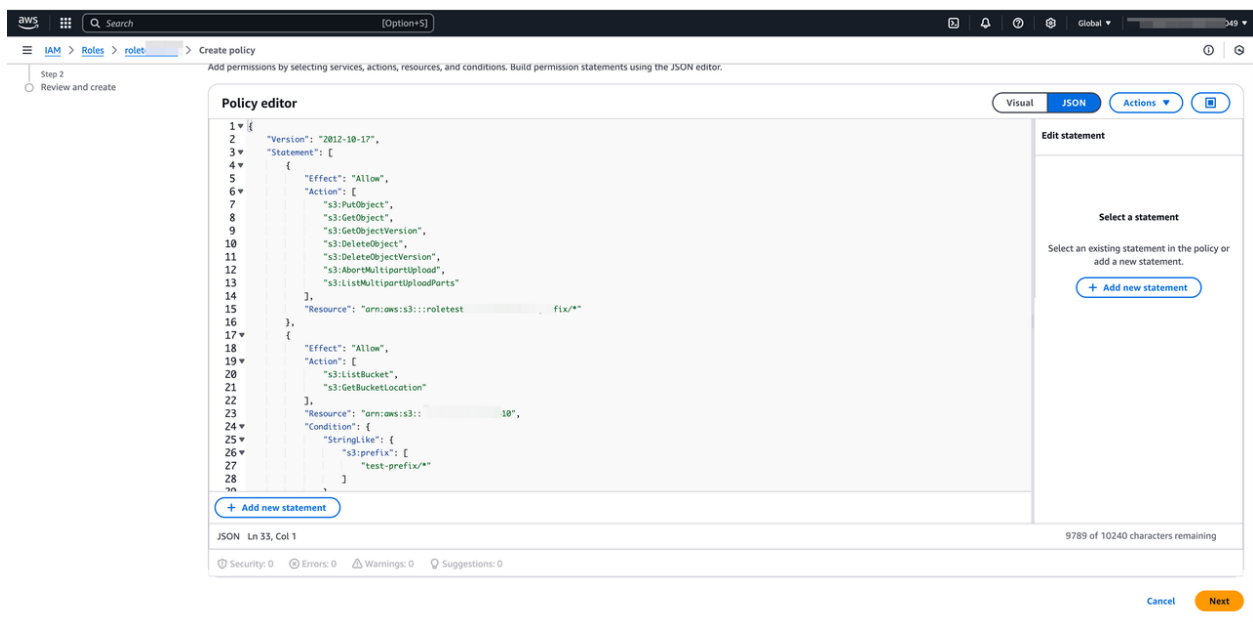 aws
Search [Option+S]
Global ▼ 049 ▼
IAM > Roles > rolet > Create policy
Step 2
Review and create
Add permissions by selecting services, actions, resources, and conditions. Build permission statements using the JSON editor.
Policy editor
Visual JSON Actions ▼
1 {
2 "Version": "2012-10-17",
3 "Statement": [
4 {
5 "Effect": "Allow",
6 "Action": [
7 "s3:PutObject",
8 "s3:GetObject",
9 "s3:GetObjectVersion",
10 "s3:DeleteObject",
11 "s3:DeleteObjectVersion",
12 "s3:AbortMultipartUpload",
13 "s3:ListMultipartUploadParts"
14 ],
15 "Resource": "arn:aws:s3:::roletest fix/*"
16 },
17 {
18 "Effect": "Allow",
19 "Action": [
20 "s3:ListBucket",
21 "s3:GetBucketLocation"
22 ],
23 "Resource": "arn:aws:s3:: 10",
24 "Condition": {
25 "StringLike": {
26 "s3:prefix": [
27 "test-prefix/*"
28 ]
29 }
+ Add new statement
JSON Ln 33, Col 1
9789 of 10240 characters remaining
Security: 0 Errors: 0 Warnings: 0 Suggestions: 0
Edit statement
Select a statement
Select an existing statement in the policy or
add a new statement.
+ Add new statement
Cancel Next